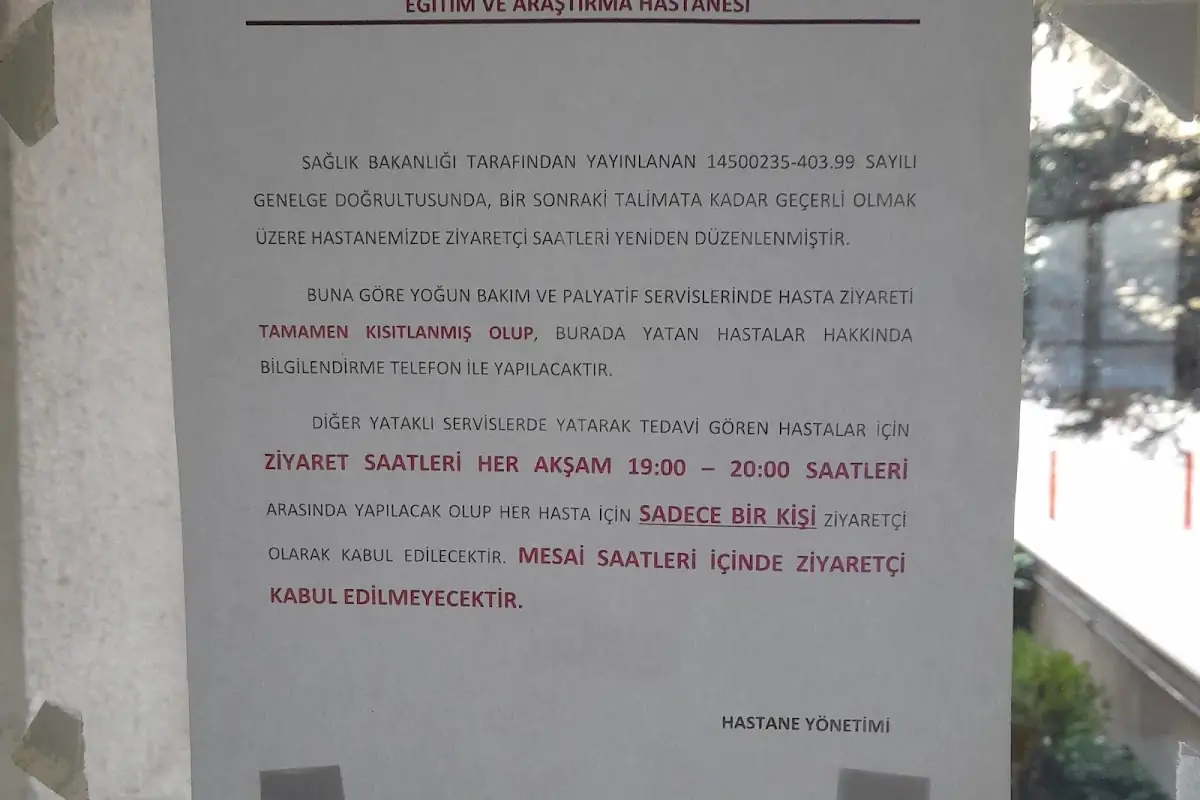 EĞİTİM VE ARAŞTIRMA HASTANESİ
SAĞLIK BAKANLIĞI TARAFINDAN YAYINLANAN 14500235-403.99 SAYILI
GENELGE DOĞRULTUSUNDA, BİR SONRAKİ TALİMATA KADAR GEÇERLİ OLMAK
ÜZERE HASTANEMİZDE ZİYARETÇİ SAATLERİ YENİDEN DÜZENLENMİŞTİR.
BUNA GÖRE YOĞUN BAKIM VE PALYATİF SERVİSLERİNDE HASTA ZİYARETİ
TAMAMEN KISITLANMIŞ OLUP, BURADA YATAN HASTALAR HAKKINDA
BİLGİLENDİRME TELEFON İLE YAPILACAKTIR.
DİĞER YATAKLI SERVİSLERDE YATARAK TEDAVİ GÖREN HASTALAR İÇİN
ZİYARET SAATLERİ HER AKŞAM 19:00 – 20:00 SAATLERİ
ARASINDA YAPILACAK OLUP HER HASTA İÇİN SADECE BİR KİŞİ ZİYARETÇİ
OLARAK KABUL EDİLECEKTİR. MESAİ SAATLERİ İÇİNDE ZİYARETÇİ
KABUL EDİLMEYECEKTİR.
HASTANE YÖNETİMİ